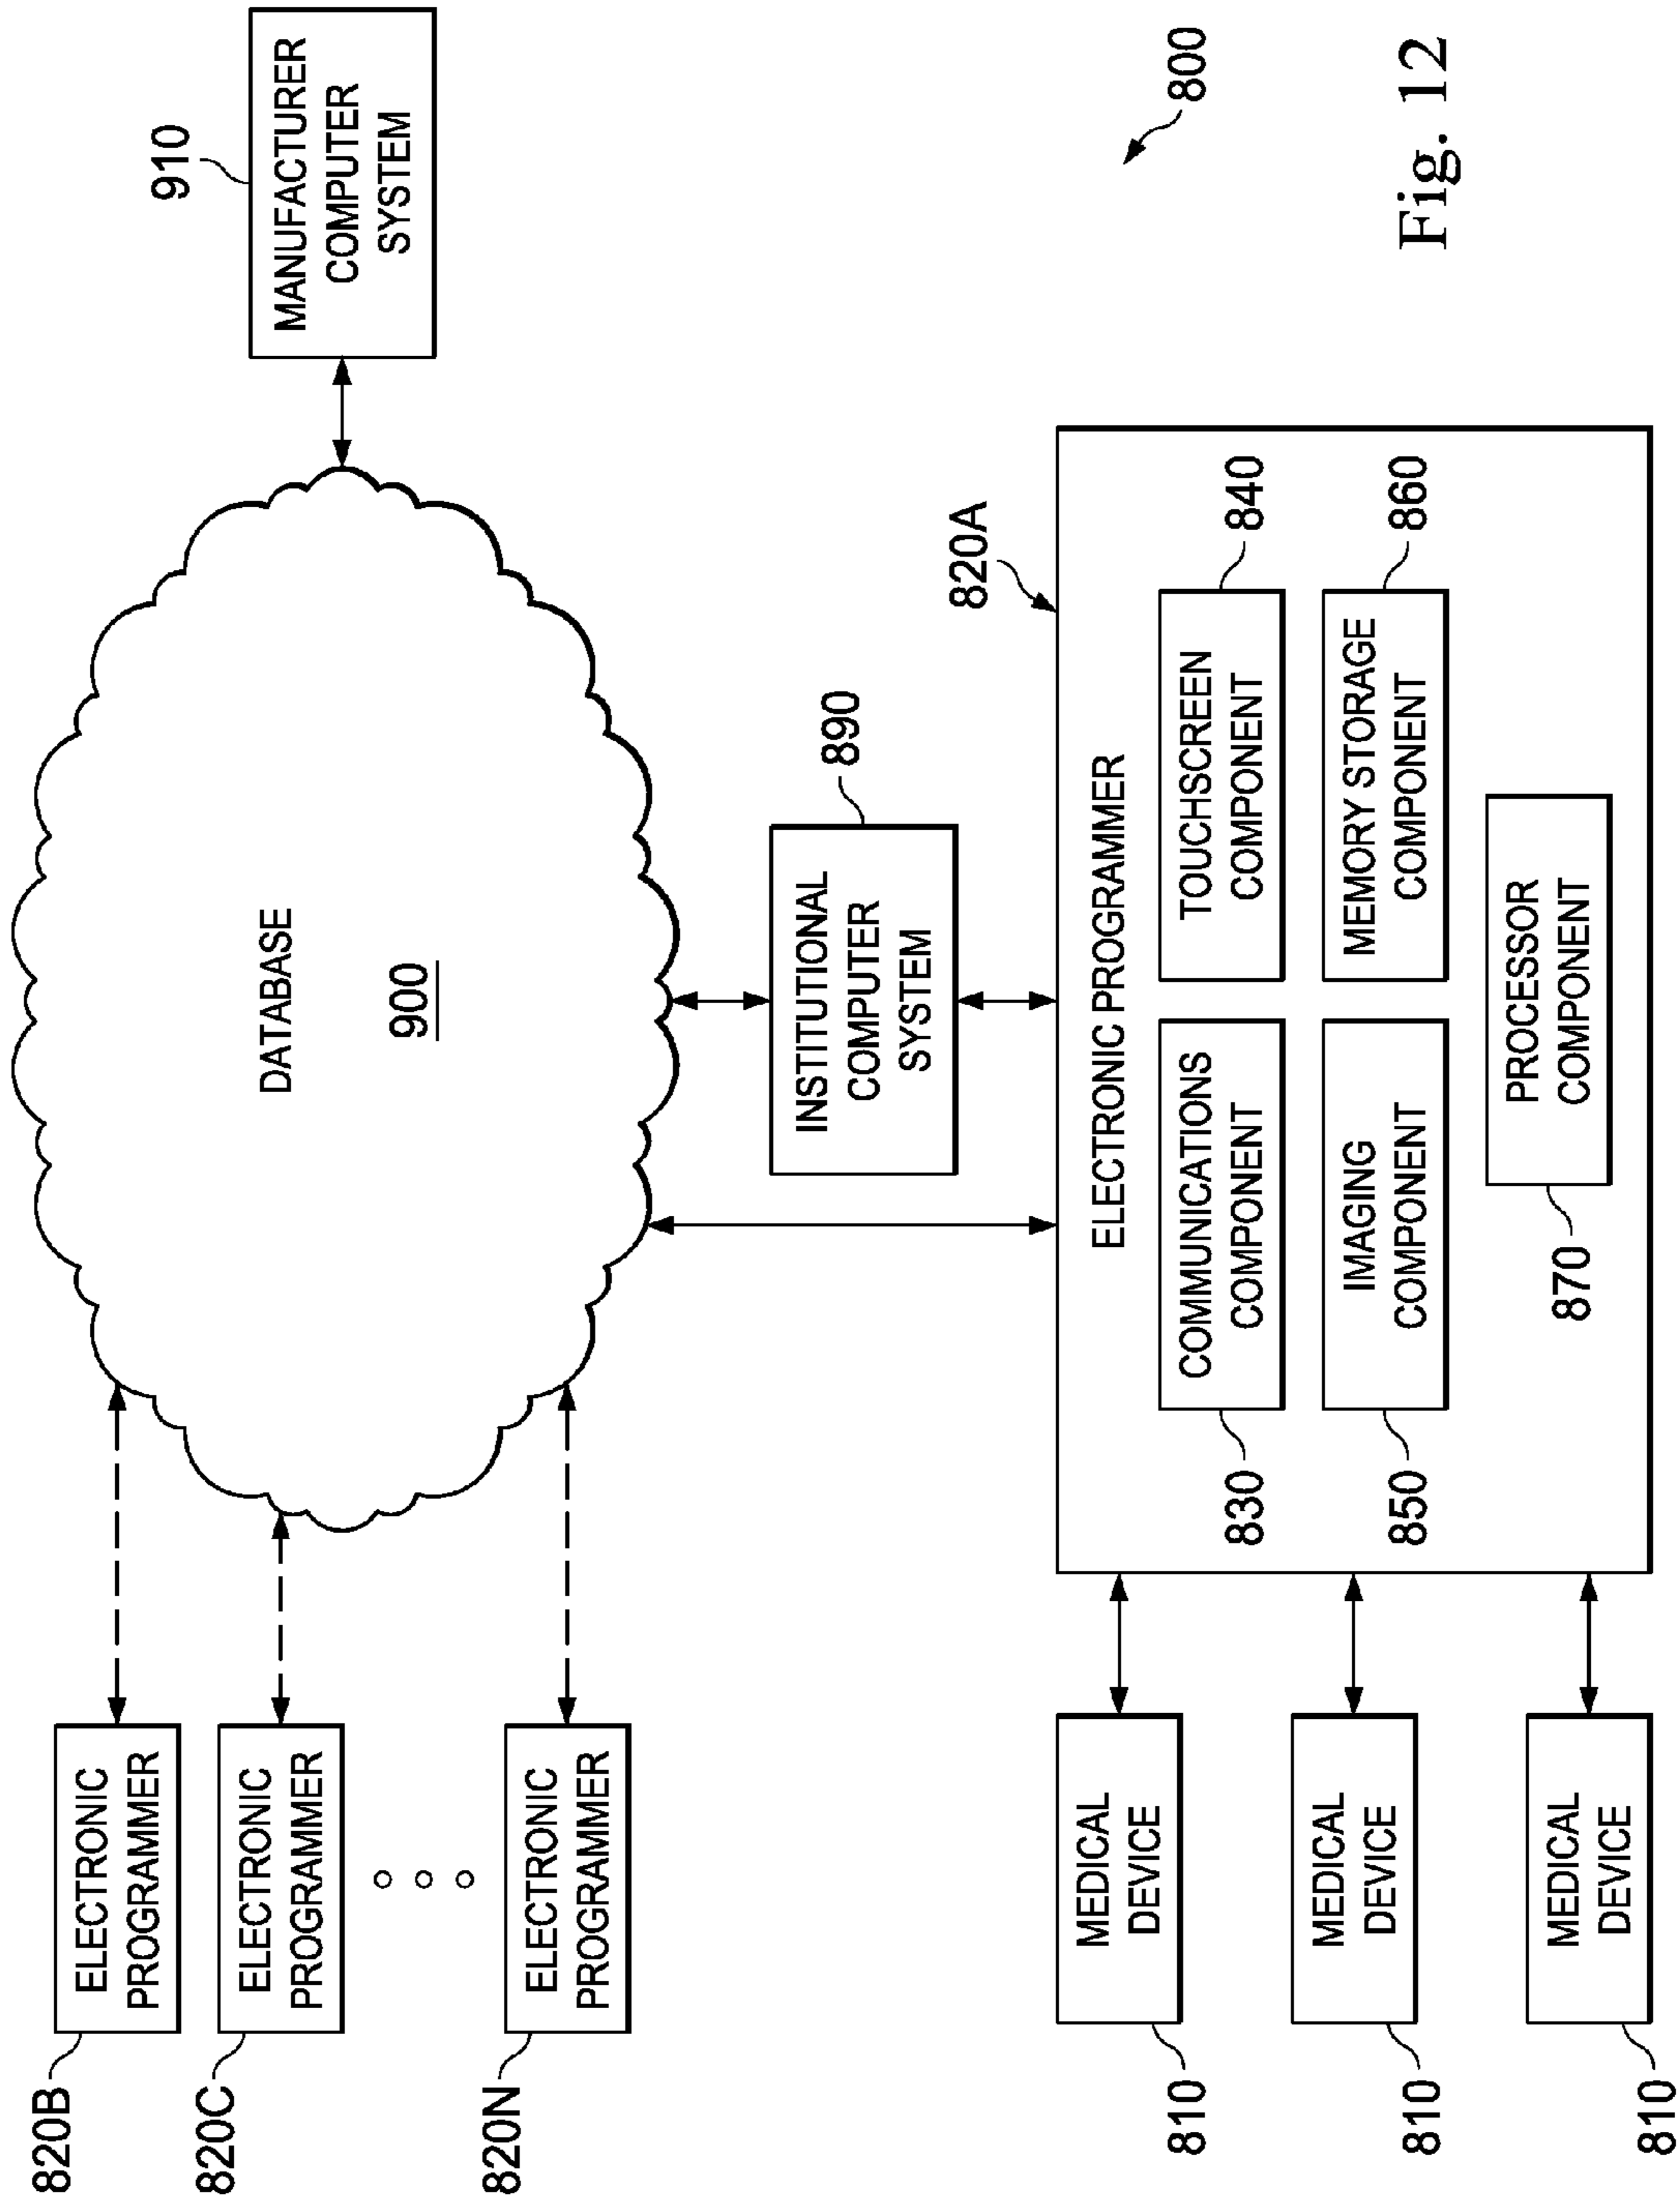 820B
ELECTRONIC
PROGRAMMER
820C
ELECTRONIC
PROGRAMMER
820N
ELECTRONIC
PROGRAMMER
DATABASE
900
910
MANUFACTURER
COMPUTER
SYSTEM
INSTITUTIONAL
COMPUTER
SYSTEM
890
820A
ELECTRONIC PROGRAMMER
830
COMMUNICATIONS
COMPONENT
TOUCHSCREEN
COMPONENT
840
850
IMAGING
COMPONENT
MEMORY STORAGE
COMPONENT
860
870
PROCESSOR
COMPONENT
MEDICAL
DEVICE
810
MEDICAL
DEVICE
810
MEDICAL
DEVICE
810
800
Fig. 12